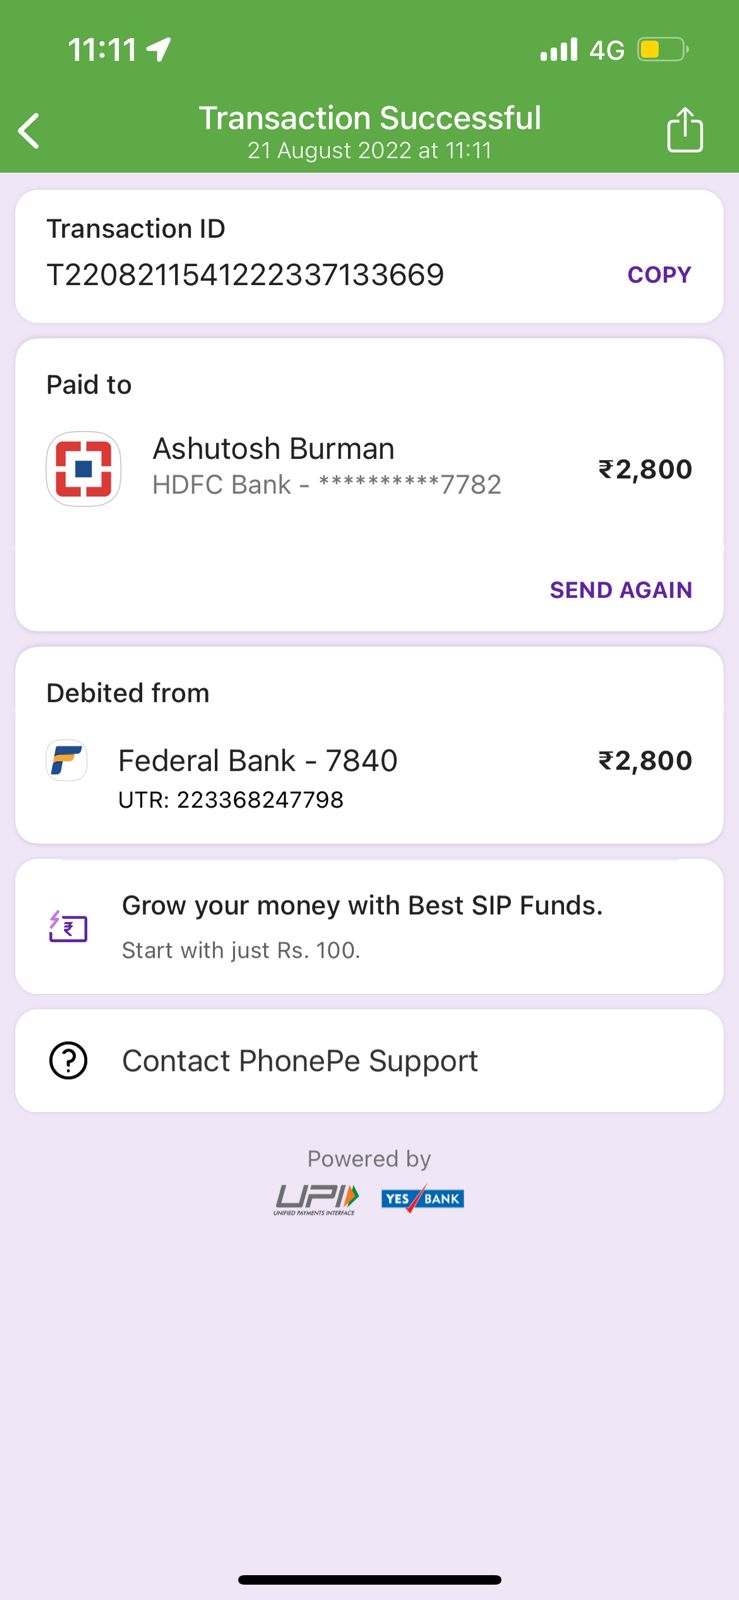 11:11
4G
Transaction Successful
21 August 2022 at 11:11
Transaction ID
T2208211541222337133669
COPY
Paid to
Ashutosh Burman
₹2,800
HDFC Bank - **********7782
SEND AGAIN
Debited from
Federal Bank - 7840
₹2,800
UTR: 223368247798
Grow your money with Best SIP Funds.
Start with just Rs. 100.
Contact PhonePe Support
Powered by
UPI
UNIFIED PAYMENTS INTERFACE
YES BANK